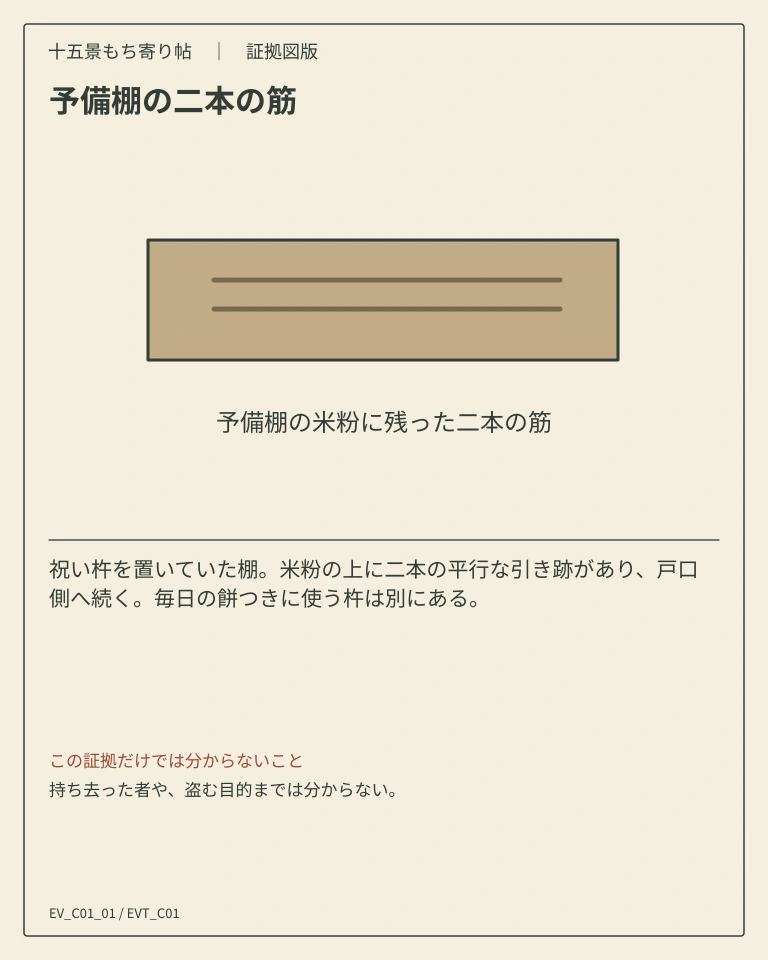 十五景もち寄り帖 ｜ 証拠図版
予備棚の二本の筋
予備棚の米粉に残った二本の筋
祝い杵を置いていた棚。米粉の上に二本の平行な引き跡があり、戸口
側へ続く。毎日の餅つきに使う杵は別にある。
この証拠だけでは分からないこと
持ち去った者や、盗む目的までは分からない。
EV_C01_01 / EVT_C01